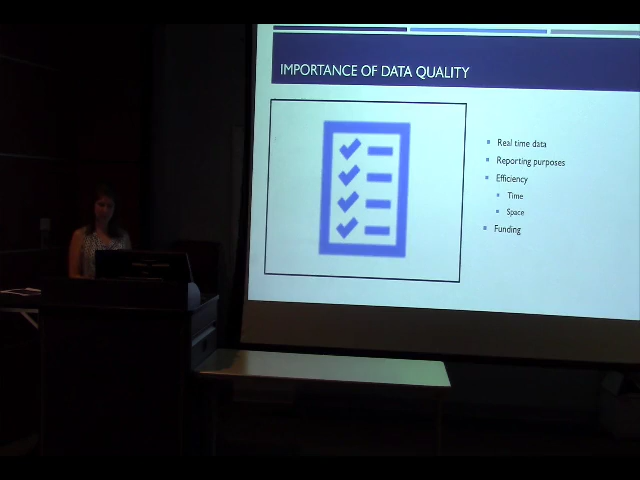 IMPORTANCE OF DATA QUALITY
Real time data
Reporting purposes
Efficiency
Time
Space
Funding